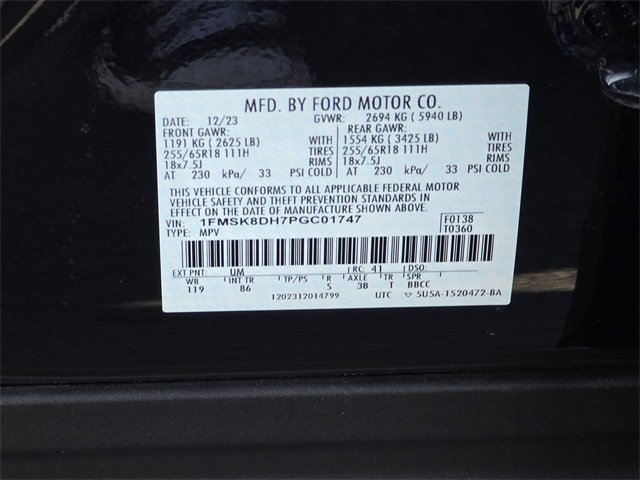 MFD. BY FORD MOTOR CO.
DATE: 12/23 GVWR: 2694 KG ( 5940 LB)
FRONT GAWR: REAR GAWR:
1191 KG ( 2625 LB) WITH 1554 KG ( 3425 LB) WITH
255/65R18 111H TIRES 255/65R18 111H TIRES
18x7.5J RIMS 18x7.5J RIMS
AT 230 kPa/ 33 PSI COLD AT 230 kPa/ 33 PSI COLD
THIS VEHICLE CONFORMS TO ALL APPLICABLE FEDERAL MOTOR
VEHICLE SAFETY AND THEFT PREVENTION STANDARDS IN
EFFECT ON THE DATE OF MANUFACTURE SHOWN ABOVE.
VIN: 1FMSK8DH7PGC01747 F0138
TYPE: MPV T0360
EXT PNT: UM RC: 41 DSO:
WB INT TR TP/PS R AXLE TR SPR
119 86 S 3B T BBCC
1202312014799 UTC 5U5A-1520472-BA